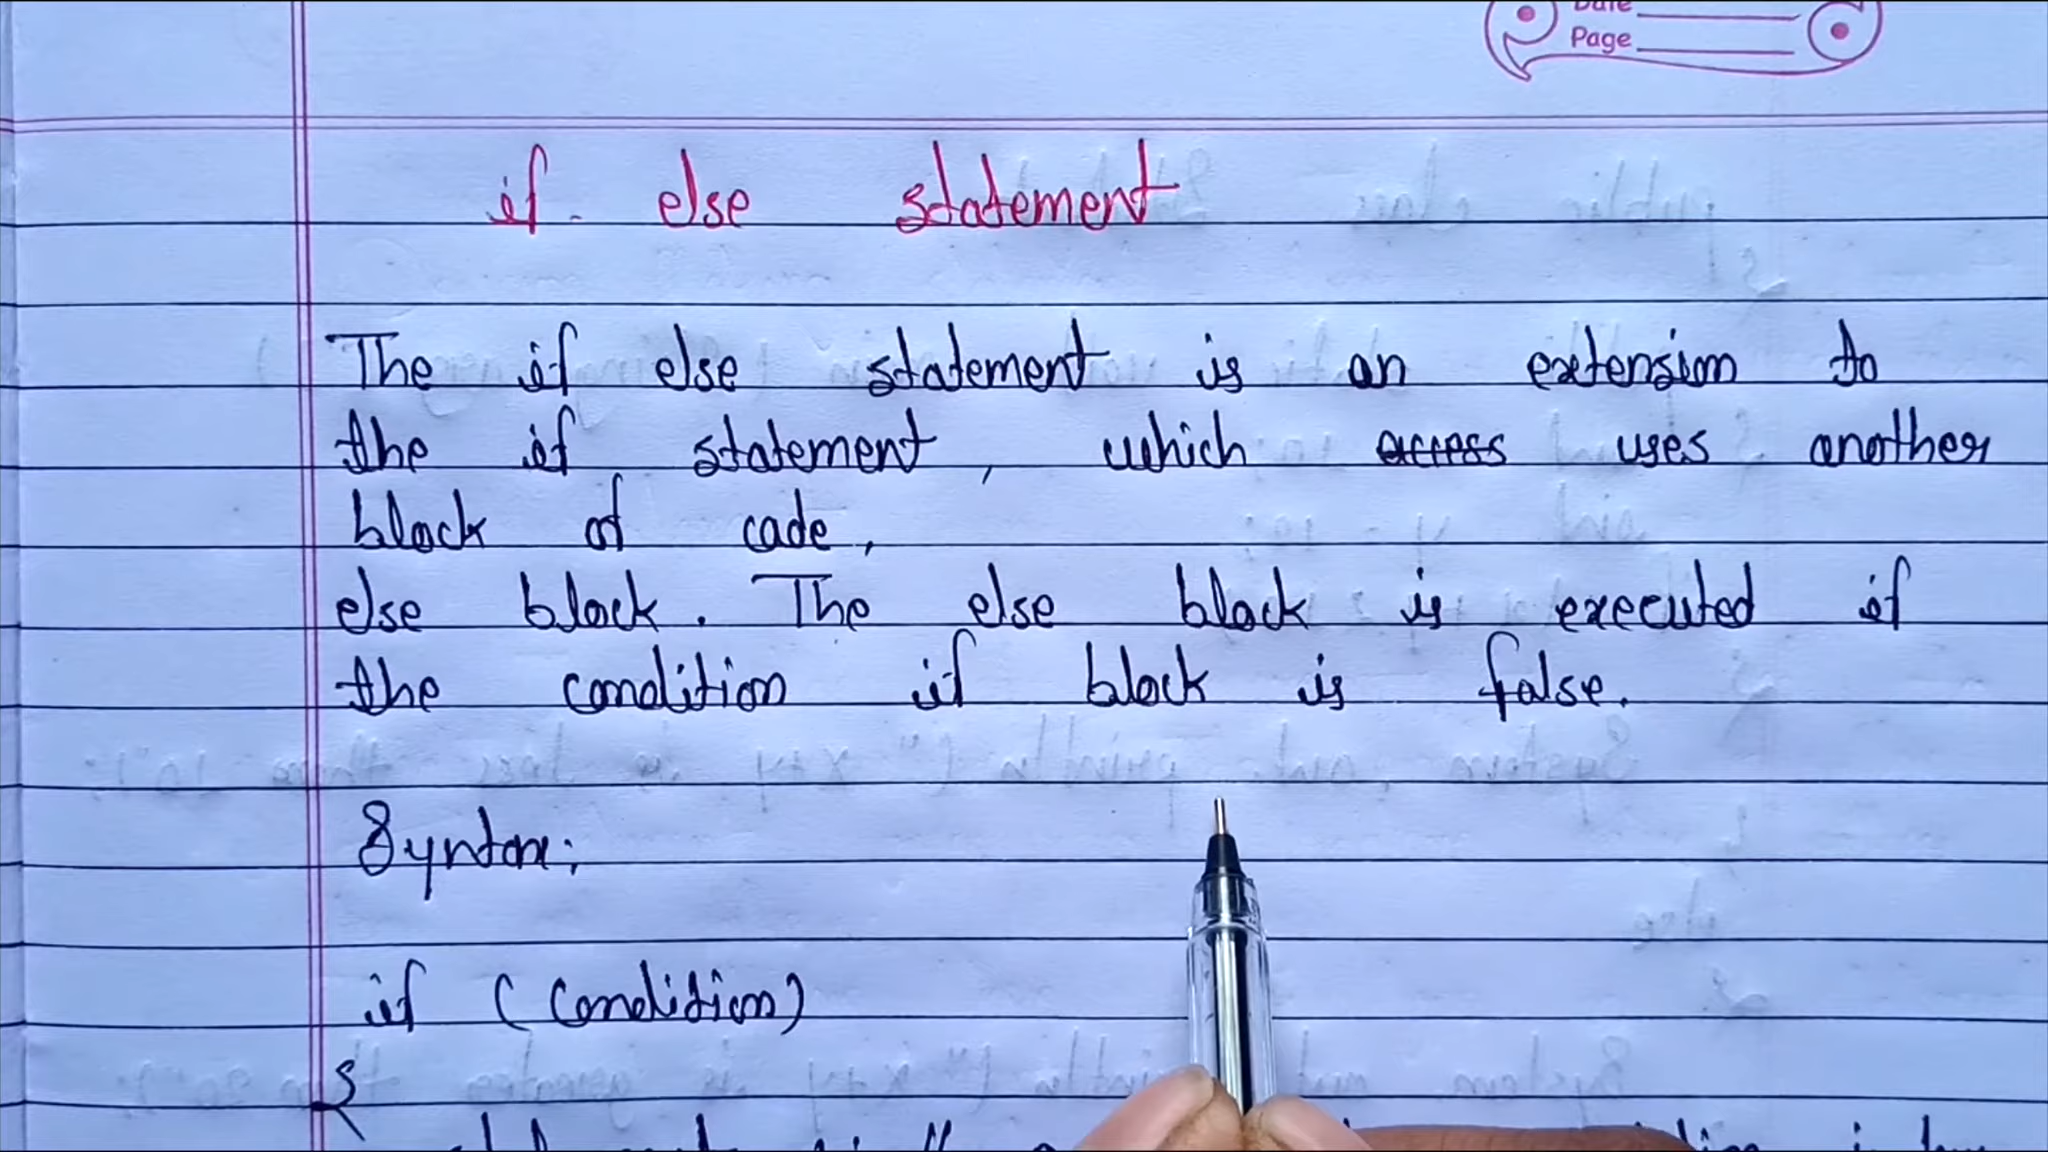 Date
Page
if else statement
The if else statement is an extension to
the if statement, which access uses another
block of code,
else block. The else block is executed if
the condition if block is false.
Syntax:
if (Condition)
{